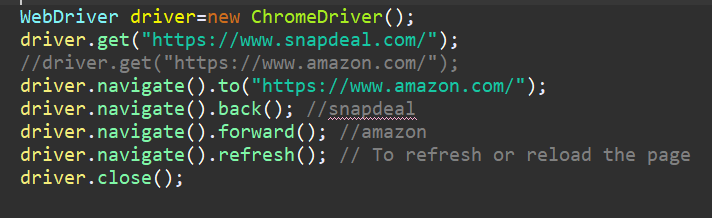 WebDriver driver=new ChromeDriver();
driver.get("https://www.snapdeal.com/");
//driver.get("https://www.amazon.com/");
driver.navigate().to("https://www.amazon.com/");
driver.navigate().back(); //snapdeal
driver.navigate().forward(); //amazon
driver.navigate().refresh(); // To refresh or reload the page
driver.close();